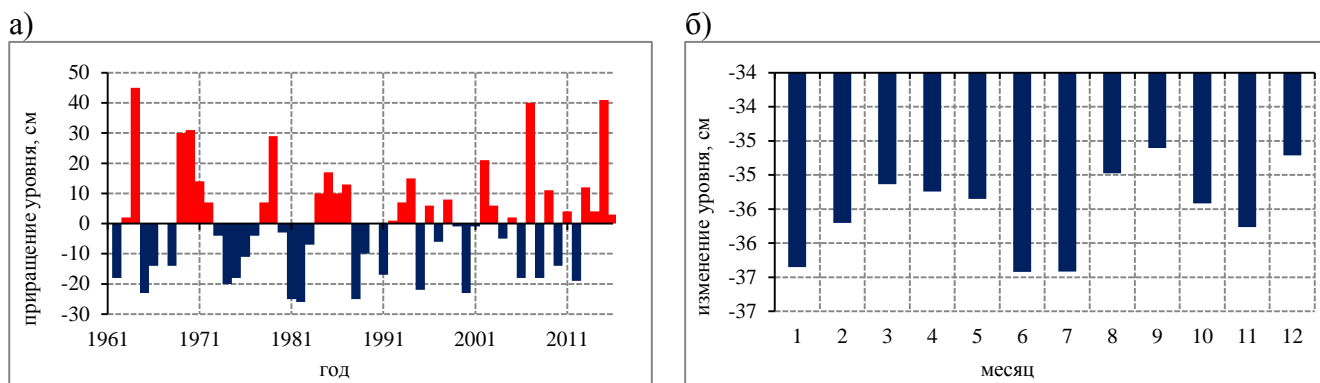 а)
приращение уровня, см
50
40
30
20
10
0
-10
-20
-30
1961 1971 1981 1991 2001 2011
год
б)
изменение уровня, см
-34
-34
-35
-35
-36
-36
-37
-37
1 2 3 4 5 6 7 8 9 10 11 12
месяц